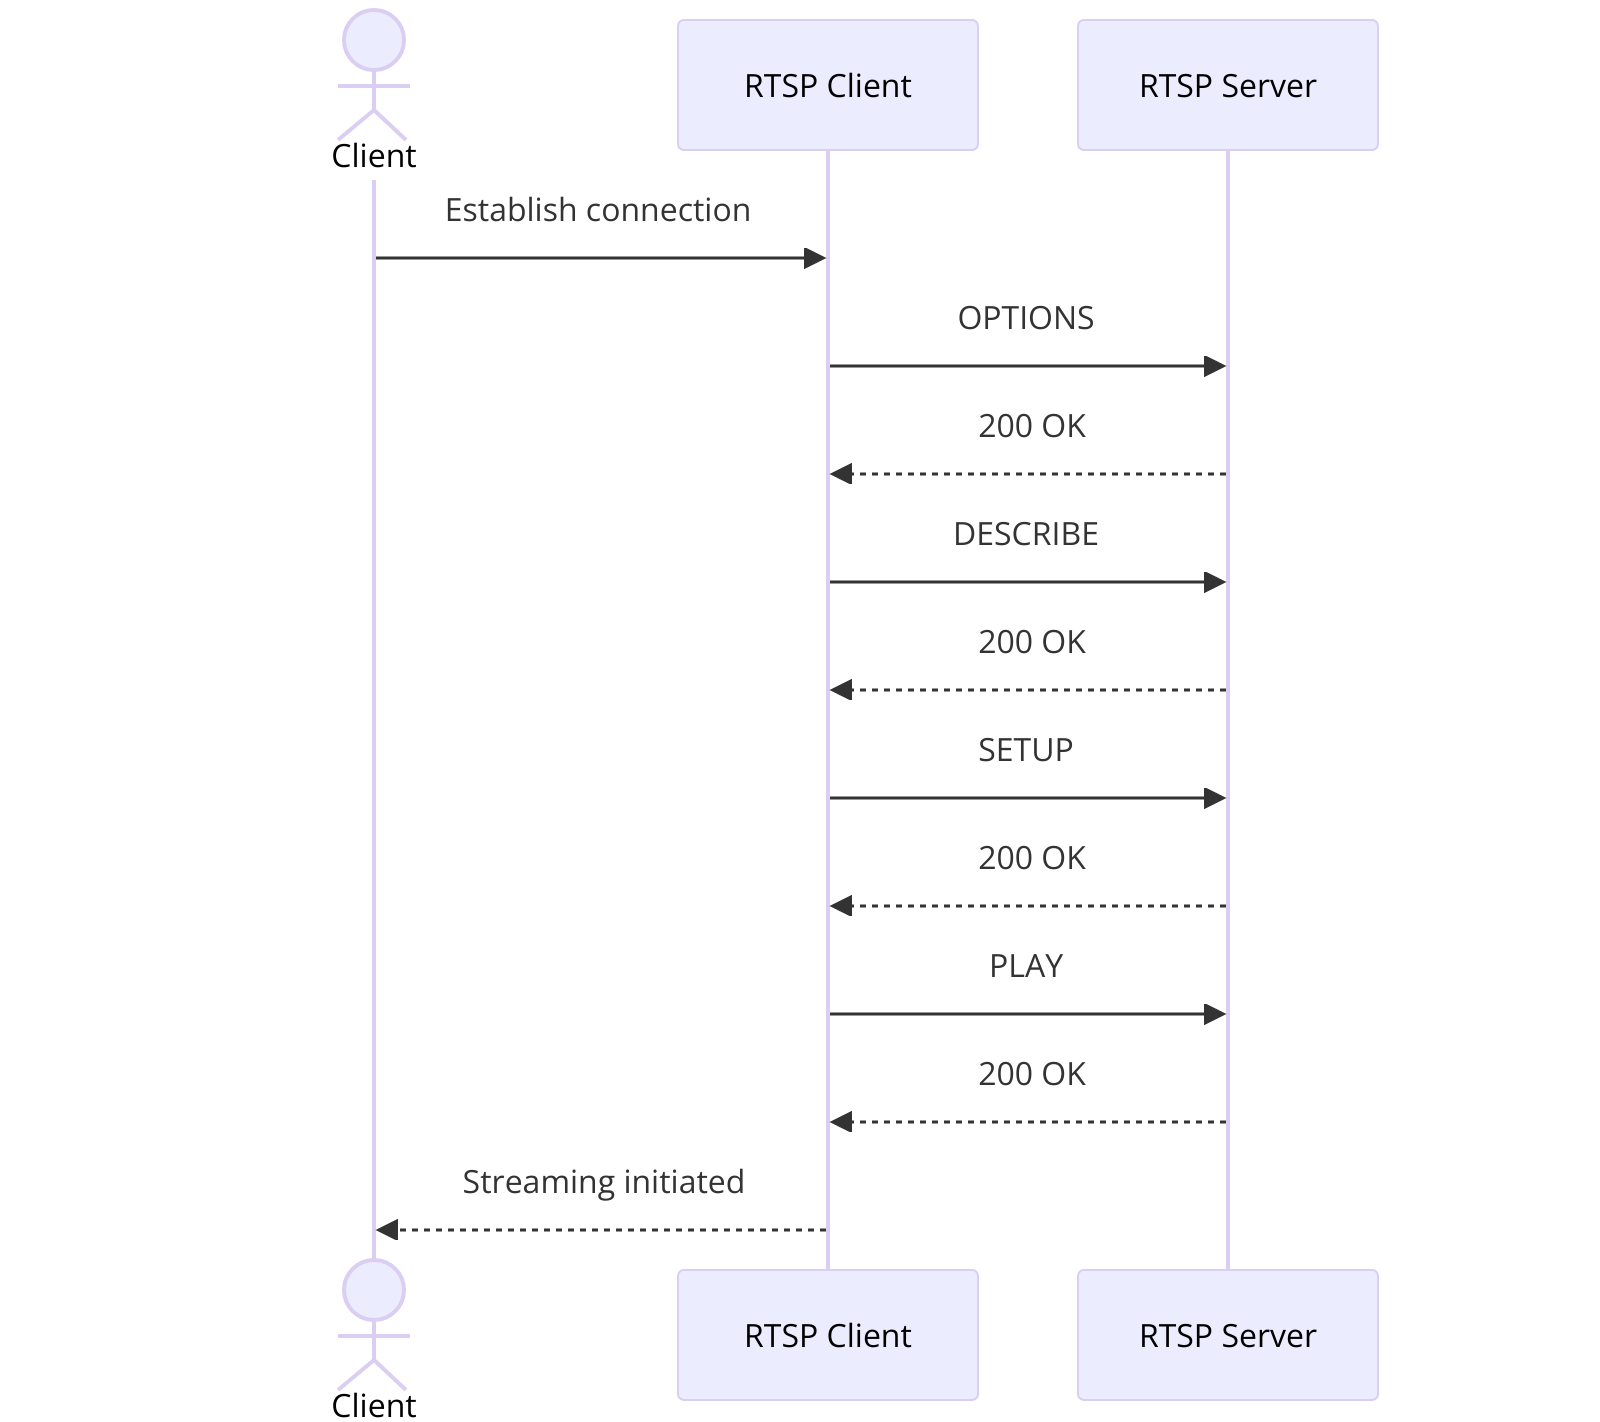 RTSP Client
RTSP Server
Client
Establish connection
OPTIONS
200 OK
DESCRIBE
200 OK
SETUP
200 OK
PLAY
200 OK
Streaming initiated
RTSP Client
RTSP Server
Client